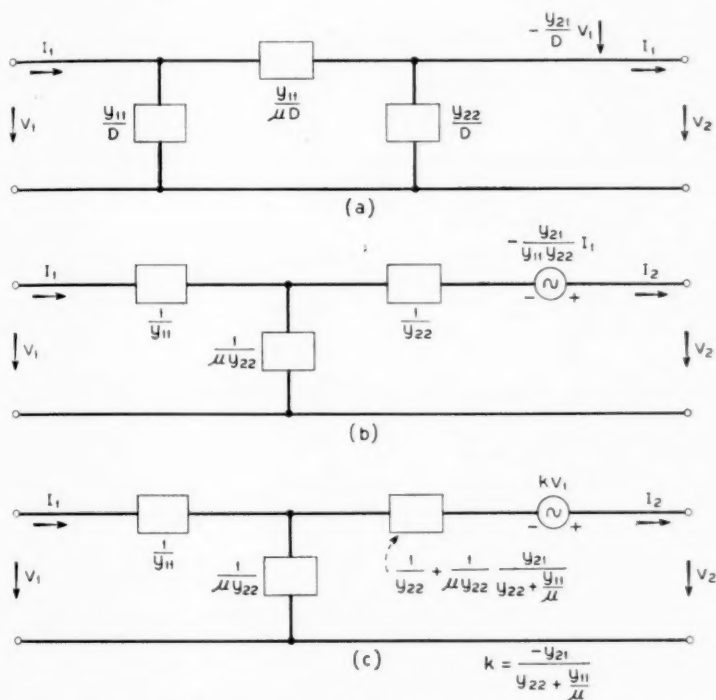 I₁
-y₂₁/D V₁
I₁
V₁
y₁₁/D
y₁₁/μD
y₂₂/D
V₂
(a)
I₁
-y₂₁/y₁₁y₂₂ I₁
I₂
V₁
1/y₁₁
1/μy₂₂
1/y₂₂
- ~ +
V₂
(b)
I₁
kV₁
I₂
V₁
1/y₁₁
1/μy₂₂
- ~ +
1/y₂₂ + 1/μy₂₂ y₂₁/(y₂₂ + y₁₁/μ)
V₂
(c)
k = -y₂₁/(y₂₂ + y₁₁/μ)